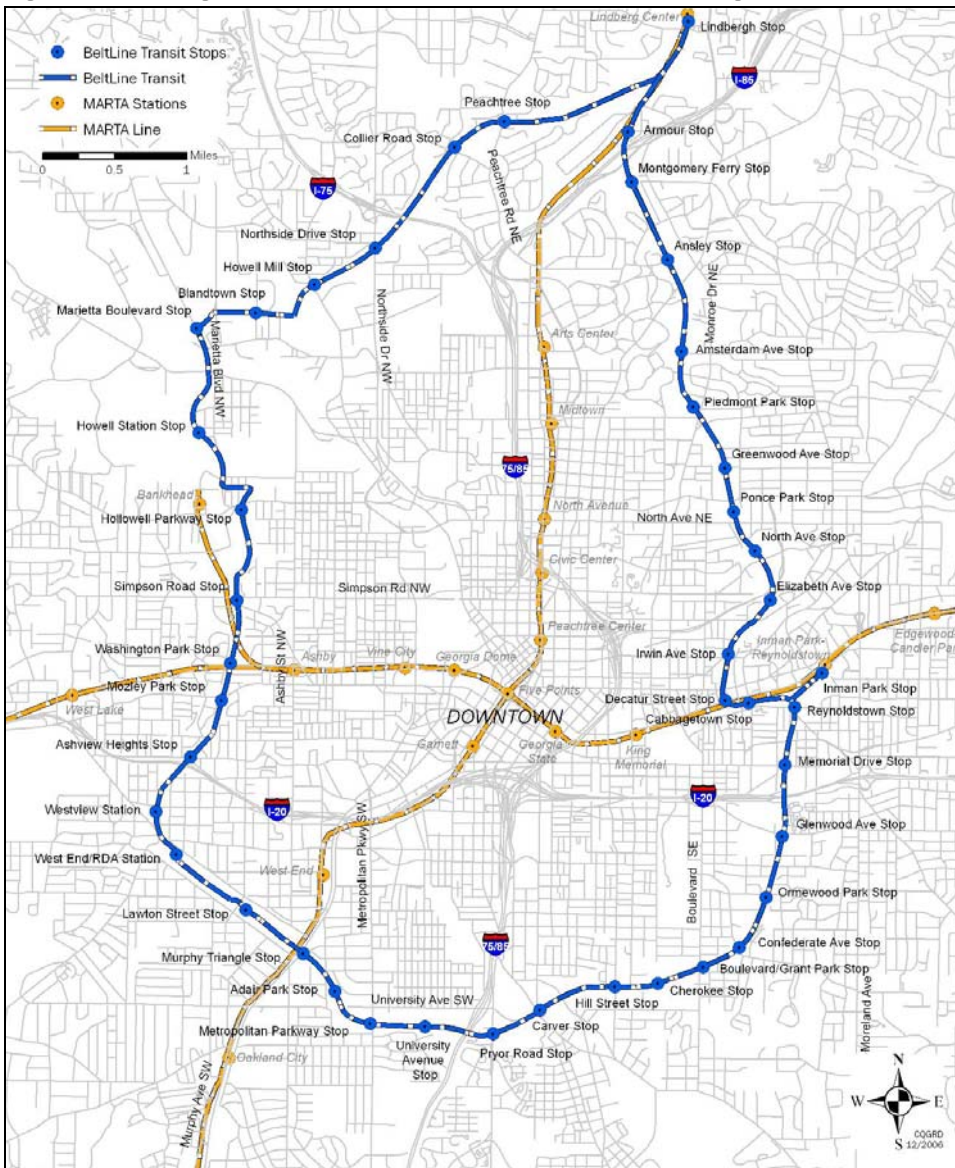 Lindberg Center
Lindbergh Stop
BeltLine Transit Stops
BeltLine Transit
MARTA Stations
MARTA Line
Miles
0 0.5 1
I-85
Peachtree Stop
Collier Road Stop
Armour Stop
I-75
Peachtree Rd NE
Montgomery Ferry Stop
Northside Drive Stop
Ansley Stop
Howell Mill Stop
Blandtown Stop
Marietta Boulevard Stop
Northside Dr NW
Monroe Dr NE
Marietta Blvd NW
Arts Center
Amsterdam Ave Stop
Piedmont Park Stop
Howell Station Stop
Midtown
Greenwood Ave Stop
75/85
Bankhead
Ponce Park Stop
Hollowell Parkway Stop
North Avenue
North Ave NE
North Ave Stop
Civic Center
Simpson Road Stop
Simpson Rd NW
Elizabeth Ave Stop
Peachtree Center
Inman Park-
Reynoldstown
Edgewood-
Candler Park
Washington Park Stop
Ashby St NW
Ashby
Vine City
Georgia Dome
Irwin Ave Stop
Mozley Park Stop
West Lake
Five Points
Decatur Street Stop
Inman Park Stop
DOWNTOWN
Cabbagetown Stop
Reynoldstown Stop
Ashview Heights Stop
Garnett
Georgia
State
King
Memorial
Memorial Drive Stop
Westview Station
I-20
I-20
Glenwood Ave Stop
West End/RDA Station
West End
Metropolitan Pkwy SW
Boulevard SE
Ormewood Park Stop
Lawton Street Stop
Murphy Triangle Stop
75/85
Confederate Ave Stop
Boulevard/Grant Park Stop
Adair Park Stop
University Ave SW
Hill Street Stop
Cherokee Stop
Moreland Ave
Metropolitan Parkway Stop
Carver Stop
University
Avenue
Stop
Pryor Road Stop
Oakland City
Murphy Ave SW
N
W
E
S
CQGRD
12/2006